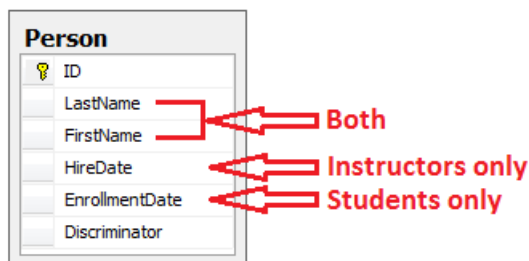 Person
ID
LastName
FirstName
Both
HireDate
Instructors only
EnrollmentDate
Students only
Discriminator